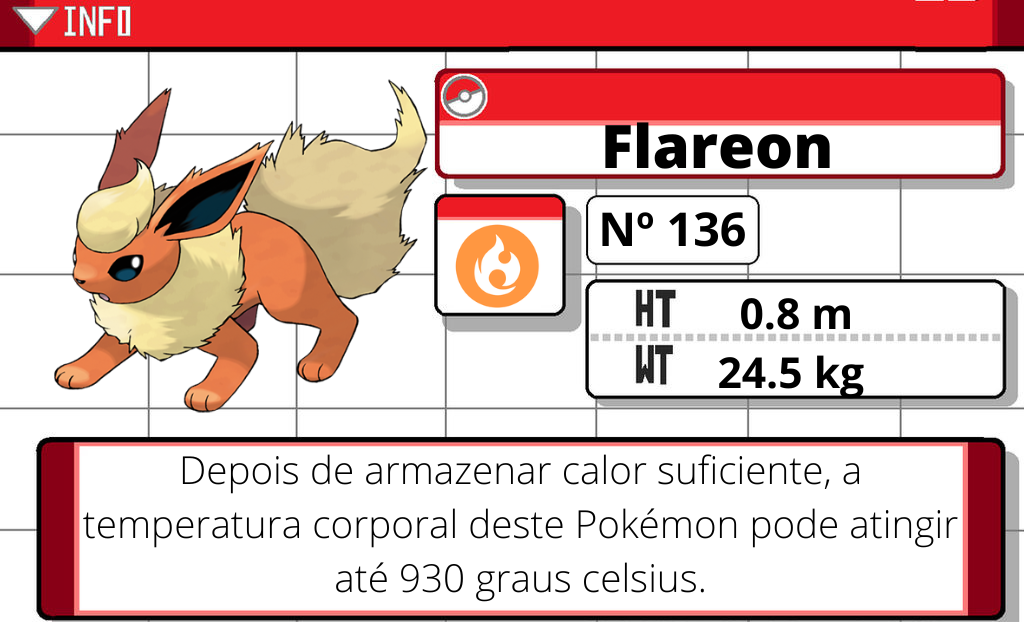 INFO
Flareon
Nº 136
HT 0.8 m
WT 24.5 kg
Depois de armazenar calor suficiente, a
temperatura corporal deste Pokémon pode atingir
até 930 graus celsius.